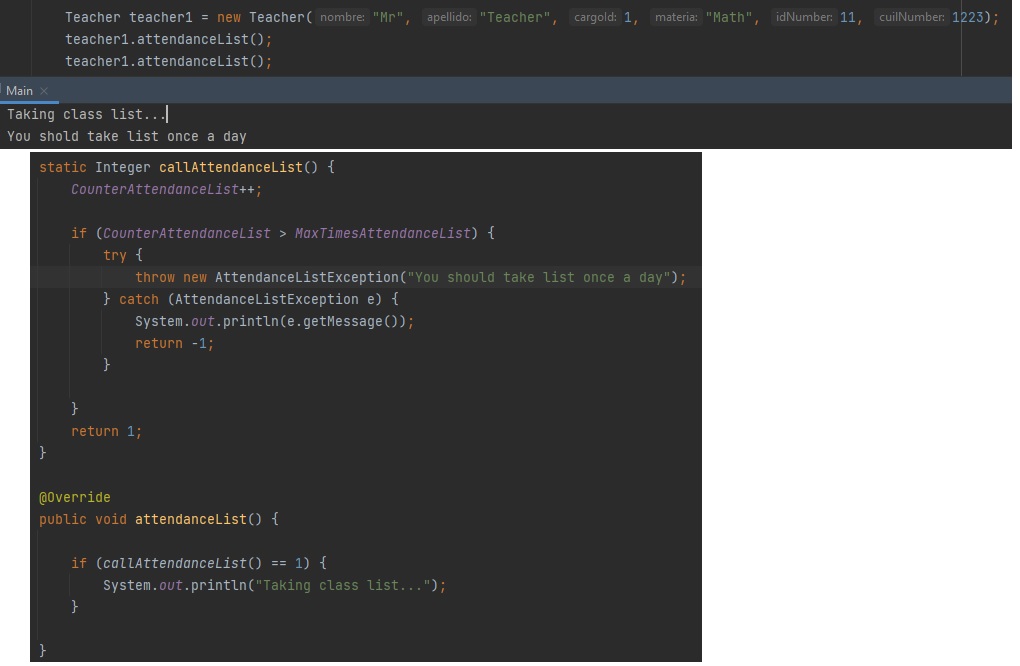 Teacher teacher1 = new Teacher( nombre: "Mr", apellido: "Teacher", cargoId: 1, materia: "Math", idNumber: 11, cuilNumber: 1223);
teacher1.attendanceList();
teacher1.attendanceList();
Main ×
Taking class list...
You shold take list once a day
static Integer callAttendanceList() {
CounterAttendanceList++;
if (CounterAttendanceList > MaxTimesAttendanceList) {
try {
throw new AttendanceListException("You should take list once a day");
} catch (AttendanceListException e) {
System.out.println(e.getMessage());
return -1;
}
}
return 1;
}
@Override
public void attendanceList() {
if (callAttendanceList() == 1) {
System.out.println("Taking class list...");
}
}